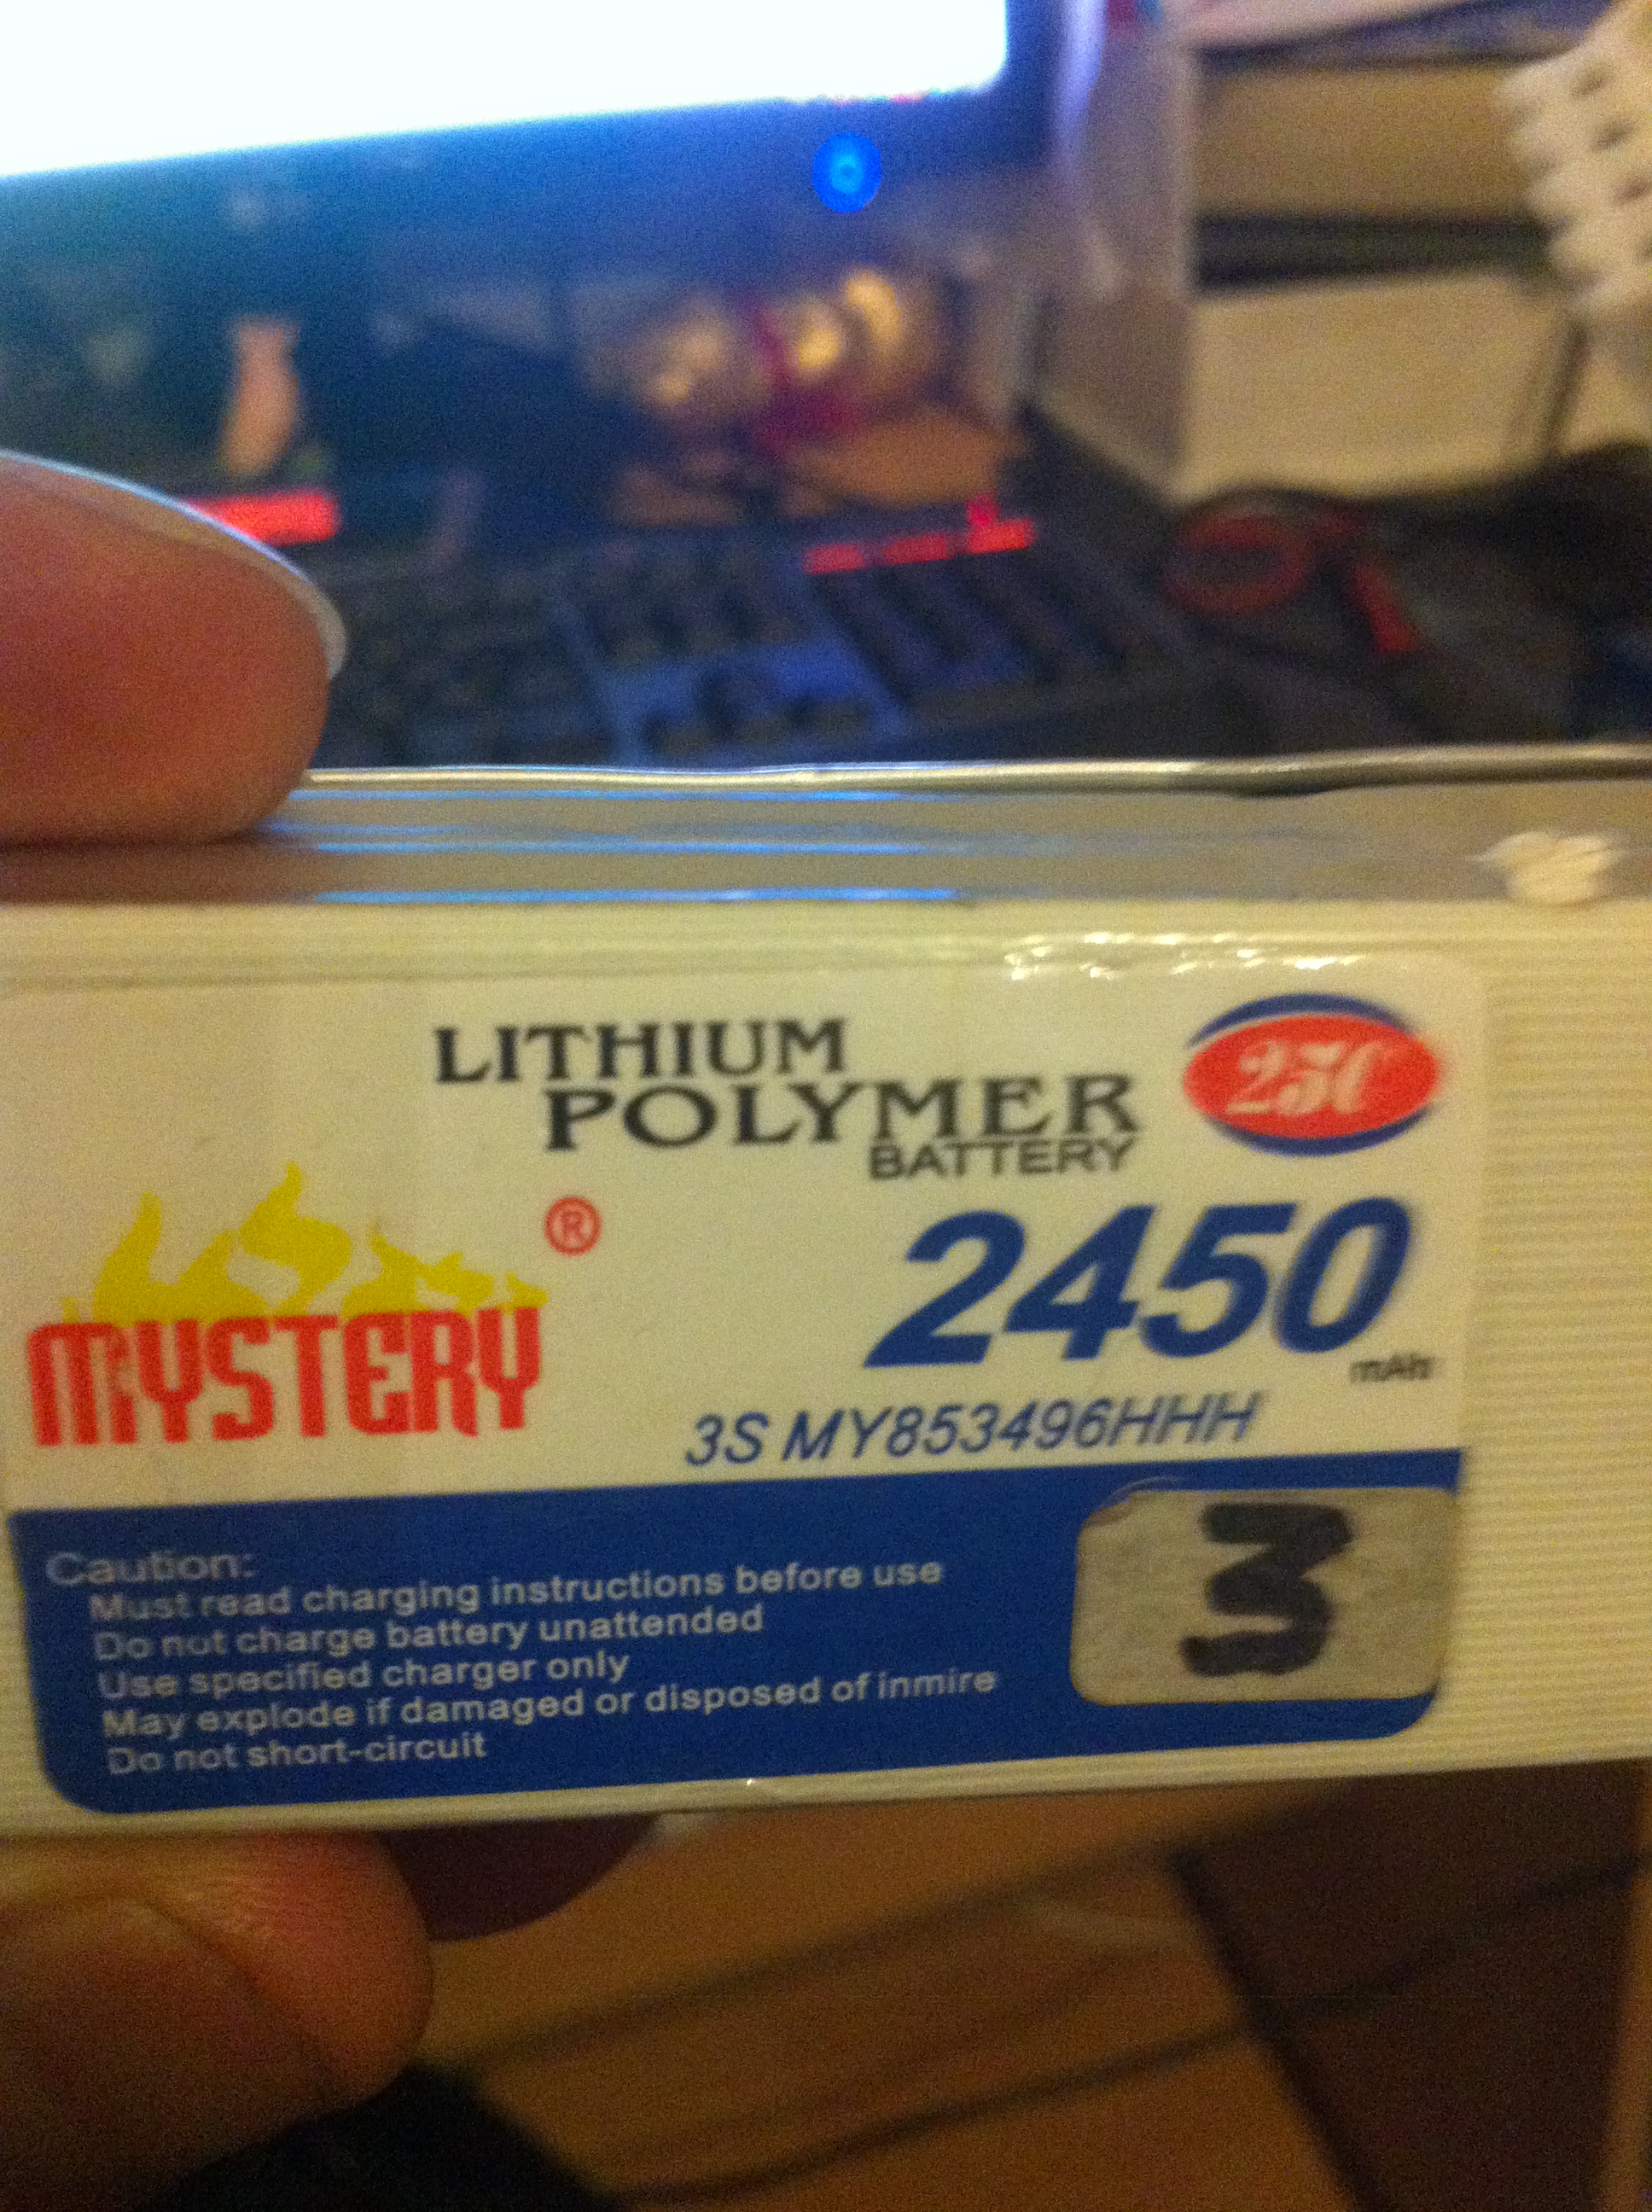 LITHIUM
POLYMER
BATTERY
25C
MYSTERY
®
2450
mAh
3S MY853496HHH
Caution:
Must read charging instructions before use
Do not charge battery unattended
Use specified charger only
May explode if damaged or disposed of inmire
Do not short-circuit
3